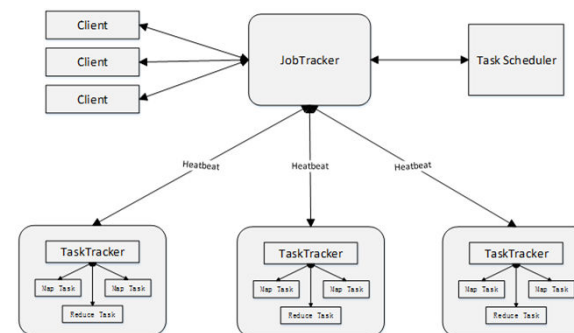 Client
Client
Client
JobTracker
Task Scheduler
Heatbeat
Heatbeat
Heatbeat
TaskTracker
Map Task
Map Task
Reduce Task
TaskTracker
Map Task
Map Task
Reduce Task
TaskTracker
Map Task
Map Task
Reduce Task